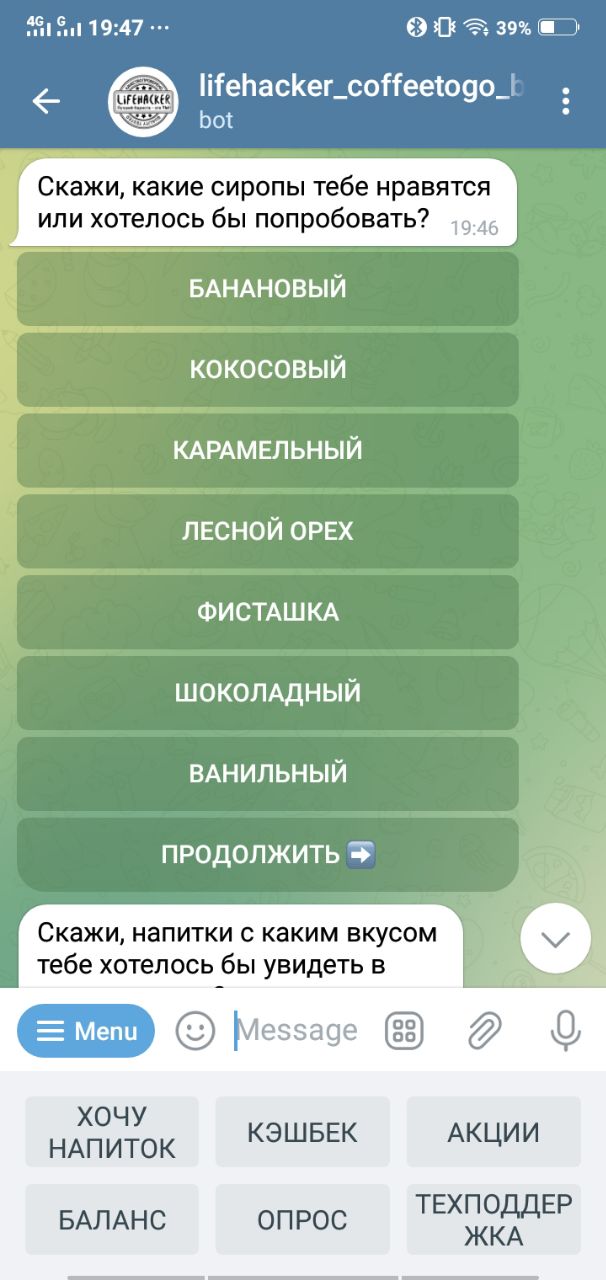 4G G 19:47 ··· 39%
LIFEHACKER
lifehacker_coffeetogo_b
bot
Скажи, какие сиропы тебе нравятся
или хотелось бы попробовать?
19:46
БАНАНОВЫЙ
КОКОСОВЫЙ
КАРАМЕЛЬНЫЙ
ЛЕСНОЙ ОРЕХ
ФИСТАШКА
ШОКОЛАДНЫЙ
ВАНИЛЬНЫЙ
ПРОДОЛЖИТЬ ➡️
Скажи, напитки с каким вкусом
тебе хотелось бы увидеть в
Menu
Message
ХОЧУ
НАПИТОК
КЭШБЕК
АКЦИИ
БАЛАНС
ОПРОС
ТЕХПОДДЕР
ЖКА